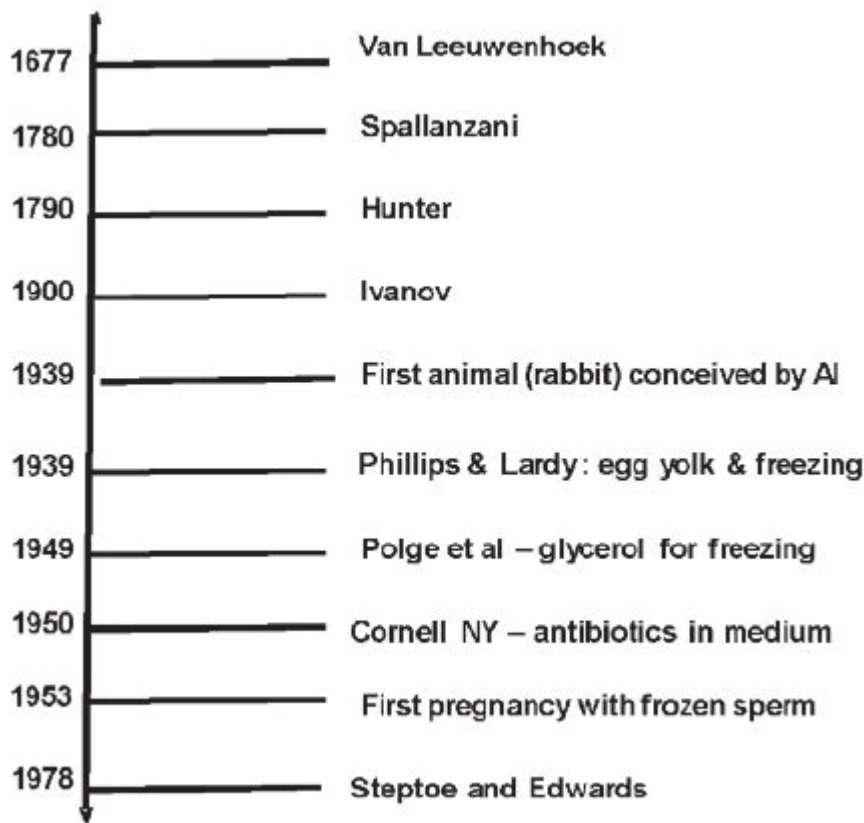 1677 Van Leeuwenhoek
1780 Spallanzani
1790 Hunter
1900 Ivanov
1939 First animal (rabbit) conceived by AI
1939 Phillips & Lardy: egg yolk & freezing
1949 Polge et al – glycerol for freezing
1950 Cornell NY – antibiotics in medium
1953 First pregnancy with frozen sperm
1978 Steptoe and Edwards